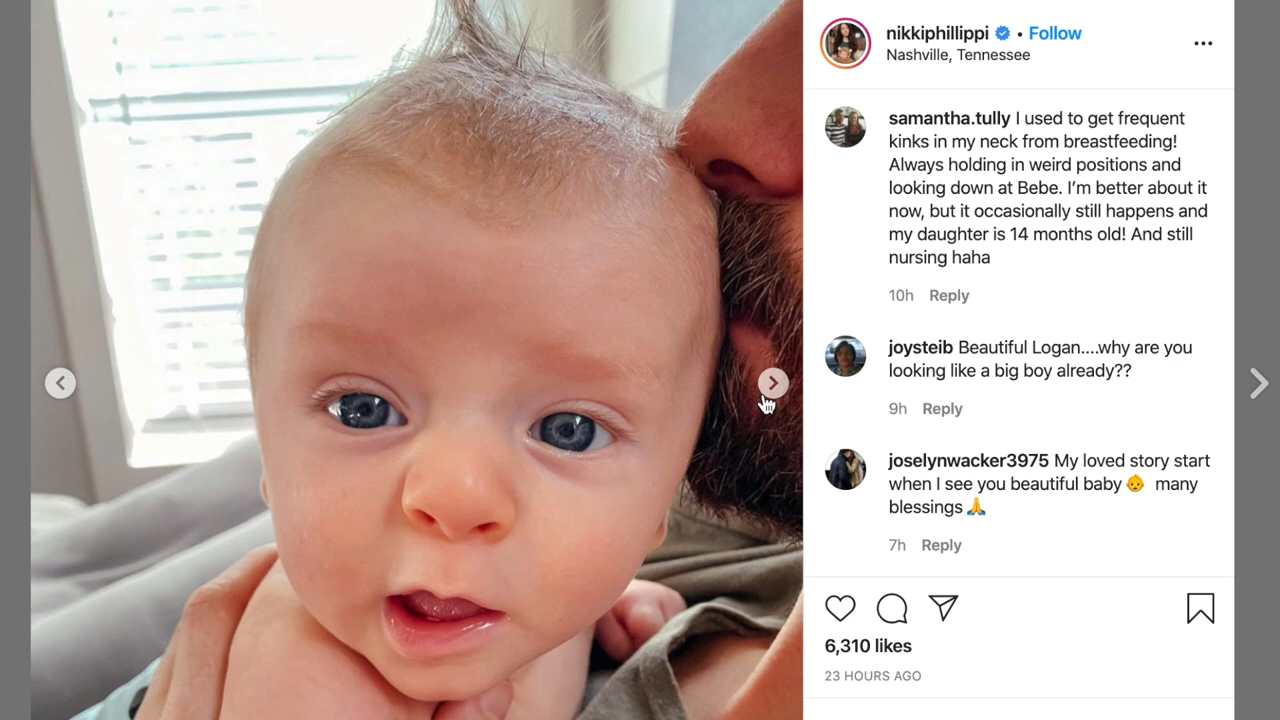 nikkiphillippi • Follow
Nashville, Tennessee
samantha.tully I used to get frequent
kinks in my neck from breastfeeding!
Always holding in weird positions and
looking down at Bebe. I’m better about it
now, but it occasionally still happens and
my daughter is 14 months old! And still
nursing haha
10h Reply
joysteib Beautiful Logan....why are you
looking like a big boy already??
9h Reply
joselynwacker3975 My loved story start
when I see you beautiful baby 👶 many
blessings 🙏
7h Reply
6,310 likes
23 HOURS AGO